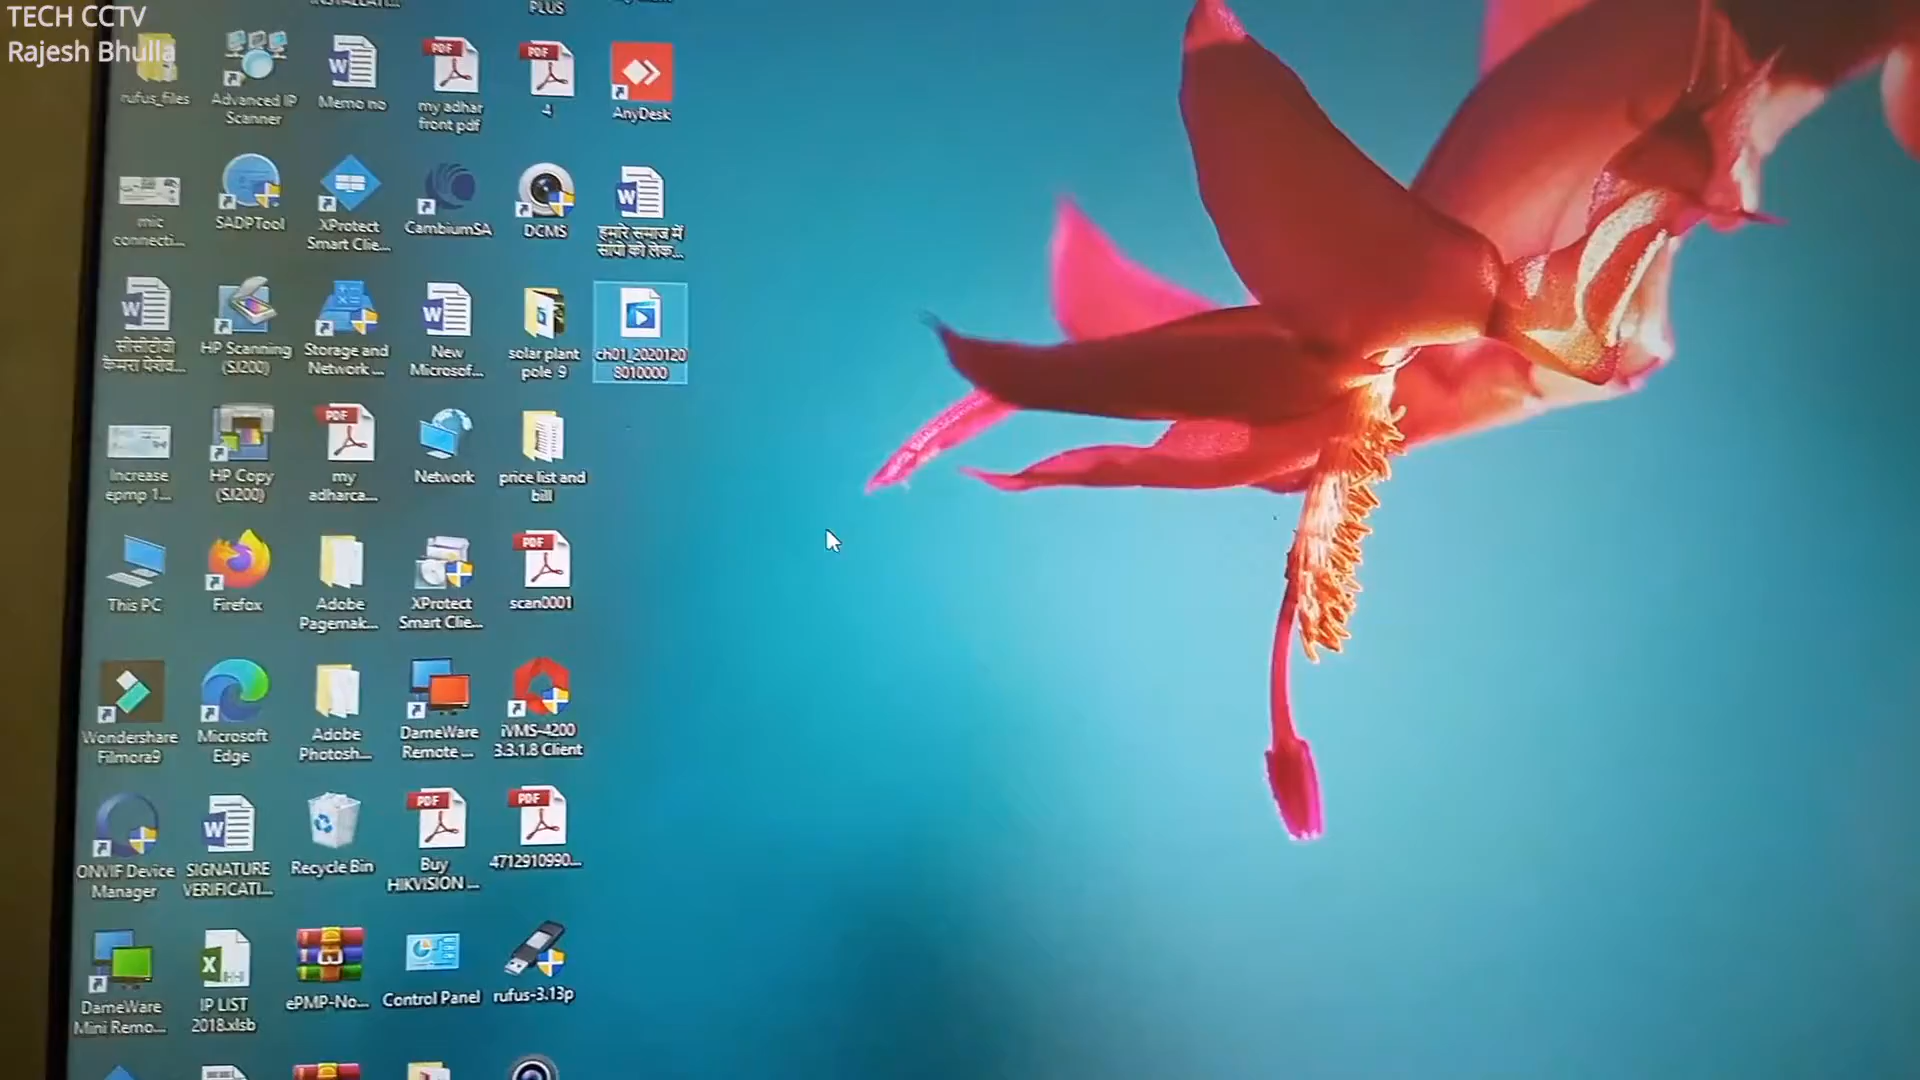 TECH CCTV
Rajesh Bhulla
PLUS
rufus_files
Advanced IP
Scanner
Memo no
my adhar
front pdf
4
AnyDesk
mic
connecti...
SADPTool
XProtect
Smart Clie...
CambiumSA
DCMS
हमारे समाज में
सांपो को लेक...
सीसीटीवी
HP Scanning
(SJ200)
Storage and
Network ...
New
Microsof...
solar plant
pole 9
ch01_2020120
8010000
Increase
epmp 1...
HP Copy
(SJ200)
my
adharca...
Network
price list and
bill
This PC
Firefox
Adobe
Pagemak...
XProtect
Smart Clie...
scan0001
Wondershare
Filmora9
Microsoft
Edge
Adobe
Photosh...
DameWare
Remote ...
iVMS-4200
3.3.1.8 Client
ONVIF Device
Manager
SIGNATURE
VERIFICATI...
Recycle Bin
Buy
HIKVISION ...
4712910990...
DameWare
Mini Remo...
IP LIST
2018.xlsb
ePMP-No...
Control Panel
rufus-3.13p